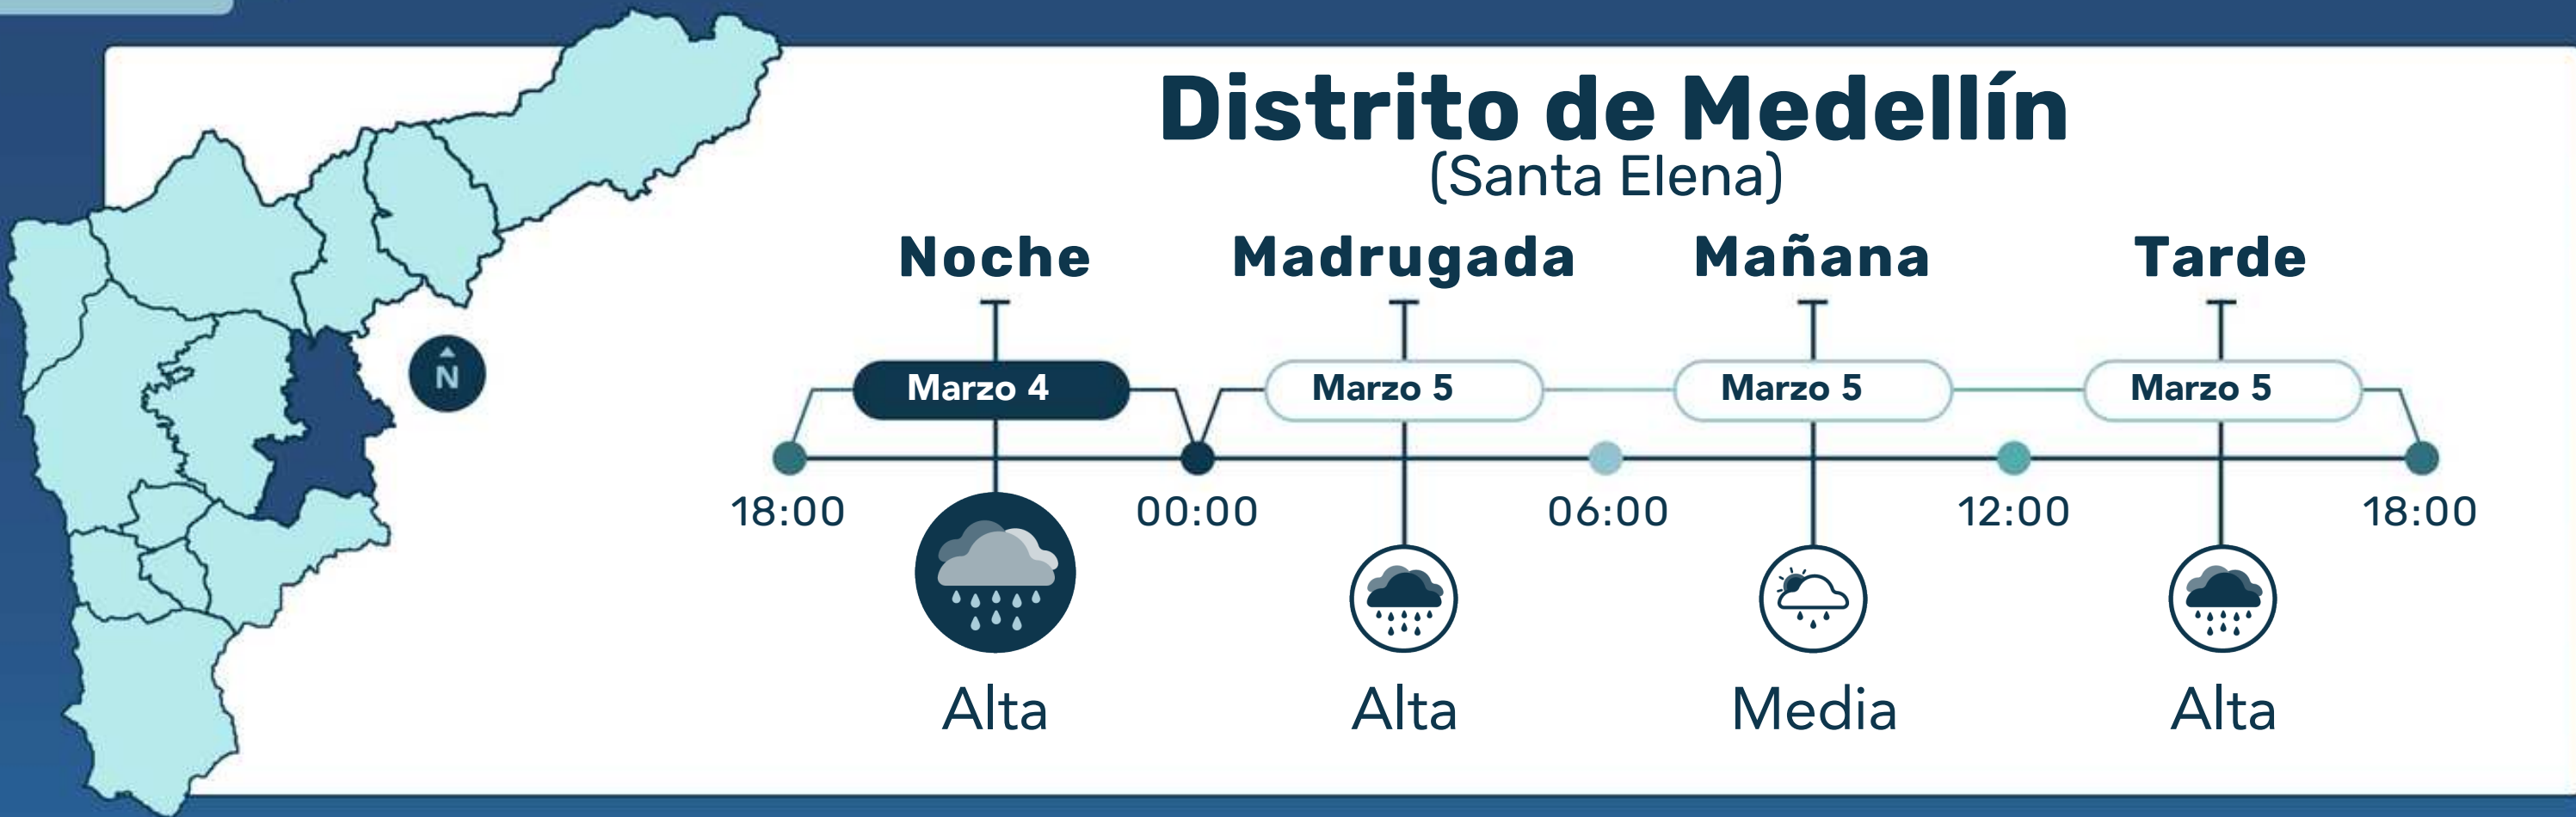 Distrito de Medellín
(Santa Elena)
Noche Madrugada Mañana Tarde
Marzo 4 Marzo 5 Marzo 5 Marzo 5
N
18:00 00:00 06:00 12:00 18:00
Alta Alta Media Alta